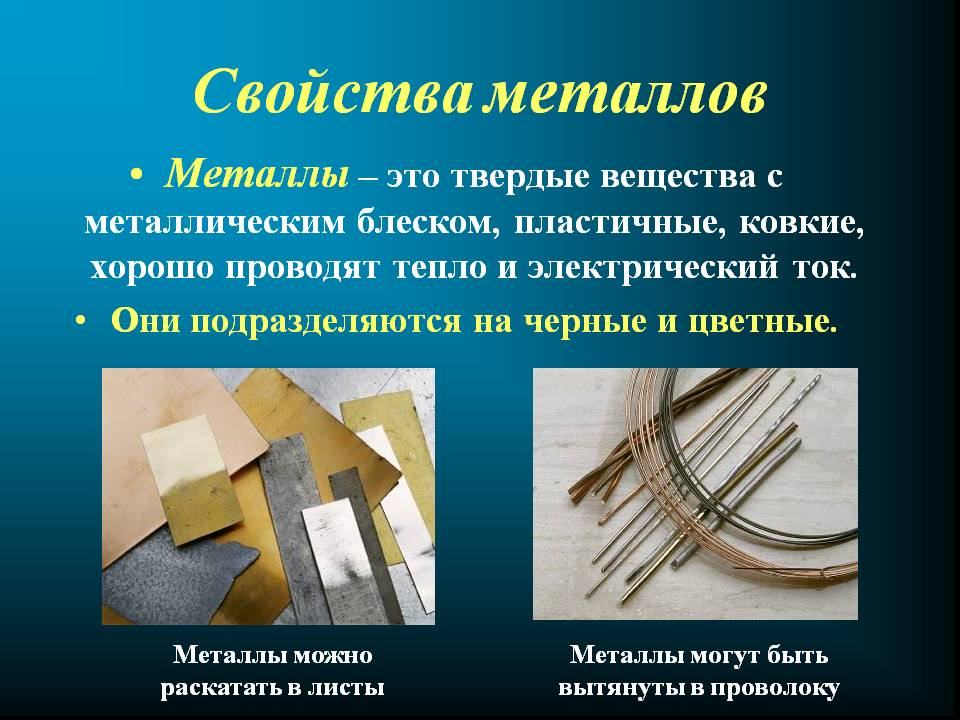 Свойства металлов
• Металлы – это твердые вещества с
металлическим блеском, пластичные, ковкие,
хорошо проводят тепло и электрический ток.
• Они подразделяются на черные и цветные.
Металлы можно
раскатать в листы
Металлы могут быть
вытянуты в проволоку